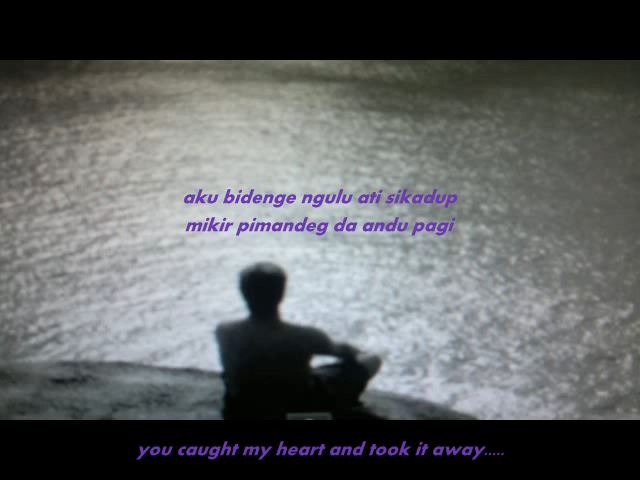 aku bidenge ngulu ati sikadup
mikir pimandeg da andu pagi
you caught my heart and took it away.....